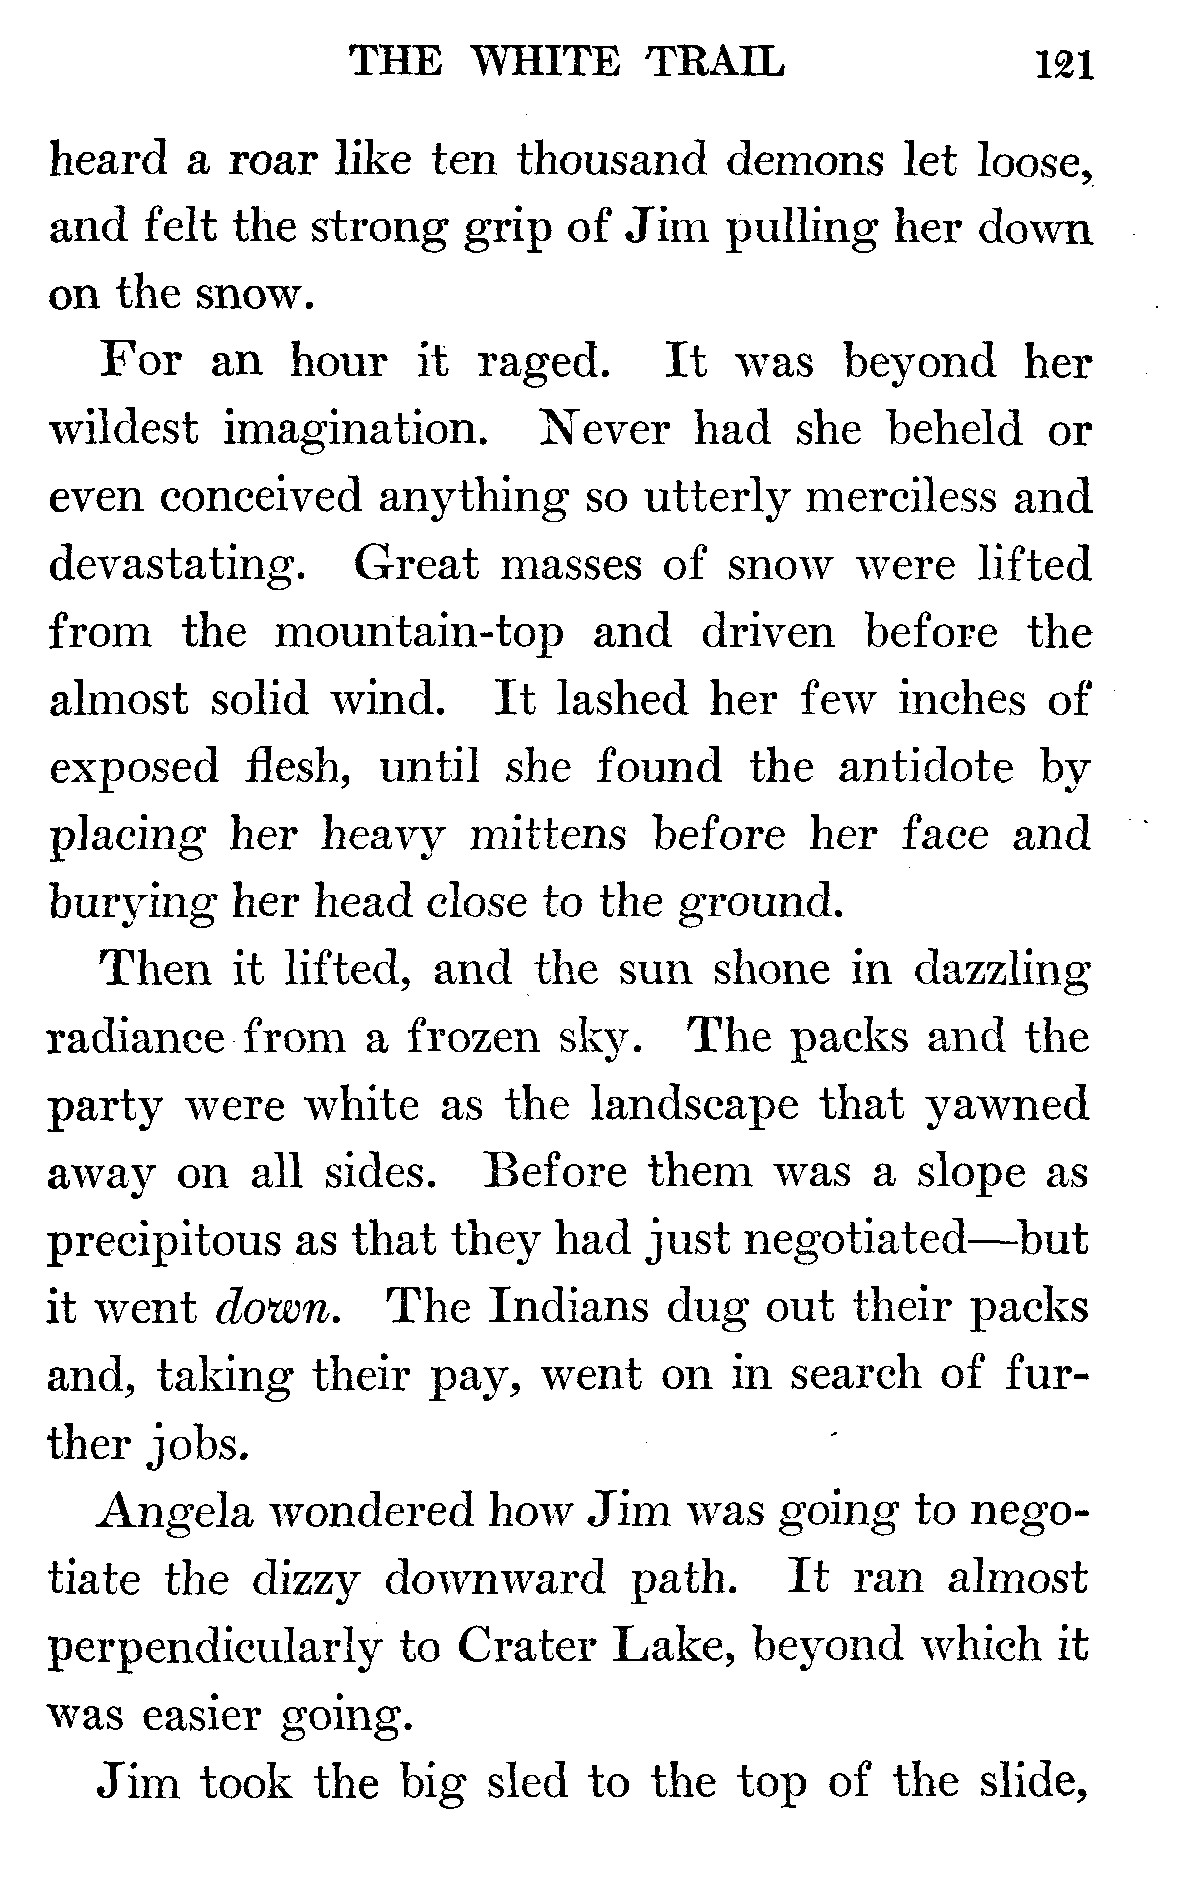 THE WHITE TRAIL 121
heard a roar like ten thousand demons let loose,
and felt the strong grip of Jim pulling her down
on the snow.
For an hour it raged. It was beyond her
wildest imagination. Never had she beheld or
even conceived anything so utterly merciless and
devastating. Great masses of snow were lifted
from the mountain-top and driven before the
almost solid wind. It lashed her few inches of
exposed flesh, until she found the antidote by
placing her heavy mittens before her face and
burying her head close to the ground.
Then it lifted, and the sun shone in dazzling
radiance from a frozen sky. The packs and the
party were white as the landscape that yawned
away on all sides. Before them was a slope as
precipitous as that they had just negotiated—but
it went down. The Indians dug out their packs
and, taking their pay, went on in search of fur-
ther jobs.
Angela wondered how Jim was going to nego-
tiate the dizzy downward path. It ran almost
perpendicularly to Crater Lake, beyond which it
was easier going.
Jim took the big sled to the top of the slide,